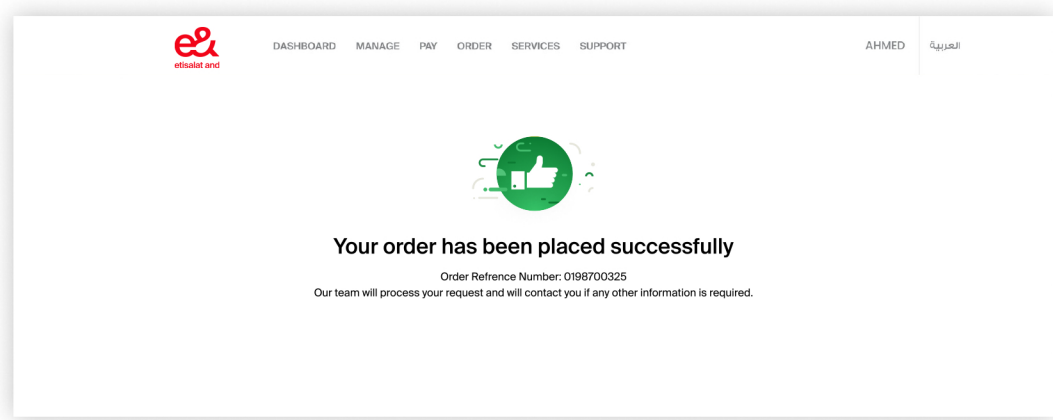 e&
etisalat and
DASHBOARD MANAGE PAY ORDER SERVICES SUPPORT
AHMED
العربية
Your order has been placed successfully
Order Refrence Number: 0198700325
Our team will process your request and will contact you if any other information is required.